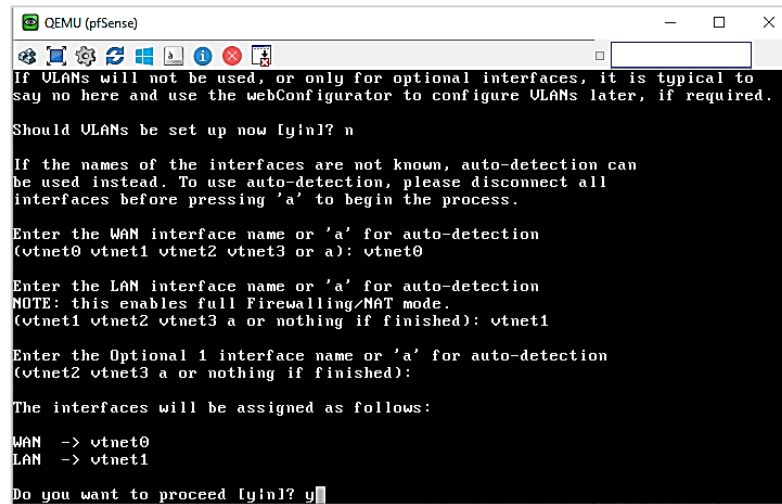 QEMU (pfSense)
If VLANs will not be used, or only for optional interfaces, it is typical to
say no here and use the webConfigurator to configure VLANs later, if required.
Should VLANs be set up now [y|n]? n
If the names of the interfaces are not known, auto-detection can
be used instead. To use auto-detection, please disconnect all
interfaces before pressing 'a' to begin the process.
Enter the WAN interface name or 'a' for auto-detection
(vtnet0 vtnet1 vtnet2 vtnet3 or a): vtnet0
Enter the LAN interface name or 'a' for auto-detection
NOTE: this enables full Firewalling/NAT mode.
(vtnet1 vtnet2 vtnet3 a or nothing if finished): vtnet1
Enter the Optional 1 interface name or 'a' for auto-detection
(vtnet2 vtnet3 a or nothing if finished):
The interfaces will be assigned as follows:
WAN  -> vtnet0
LAN  -> vtnet1
Do you want to proceed [y|n]? y